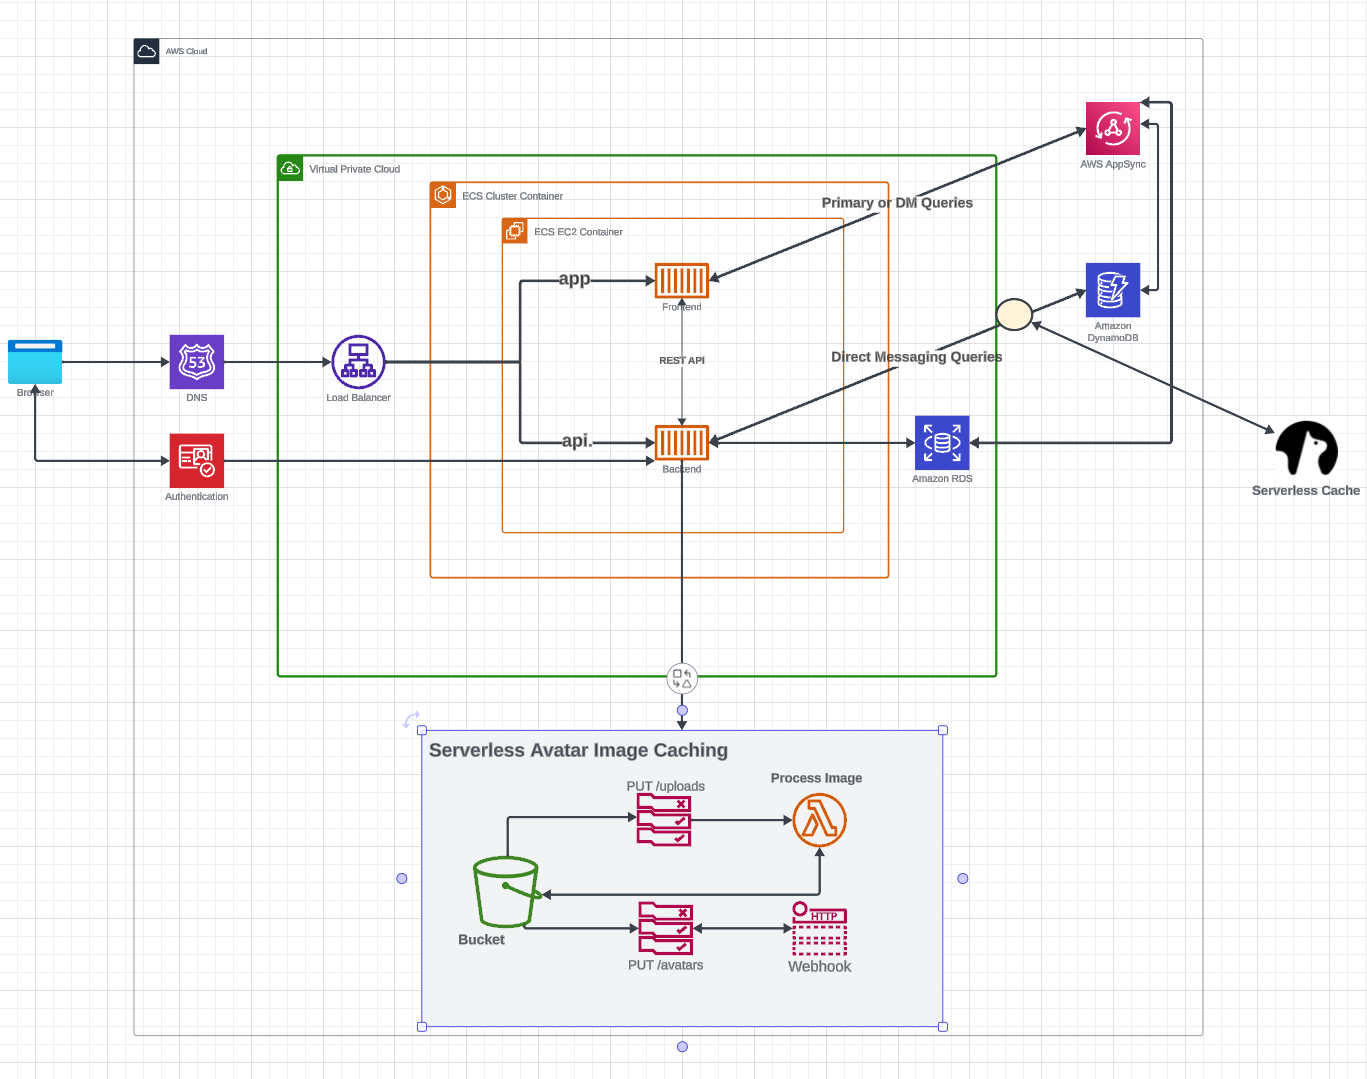 AWS Cloud
AWS AppSync
Virtual Private Cloud
ECS Cluster Container
Primary or DM Queries
ECS EC2 Container
app
Frontend
Amazon
DynamoDB
REST API
Direct Messaging Queries
53
Browser
DNS
Load Balancer
api.
Backend
Amazon RDS
Serverless Cache
Authentication
Serverless Avatar Image Caching
PUT /uploads
Process Image
Bucket
HTTP
PUT /avatars
Webhook